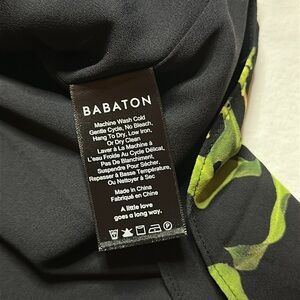 BABATON
Machine Wash Cold
Gentle Cycle, No Bleach,
Hang To Dry, Low Iron,
Or Dry Clean
Laver à La Machine à
L'eau Froide Au Cycle Délicat,
Pas De Blanchiment,
Suspendre Pour Sécher,
Repasser à Basse Température,
Ou Nettoyer à Sec
Made in China
Fabriqué en Chine
A little love
goes a long way.